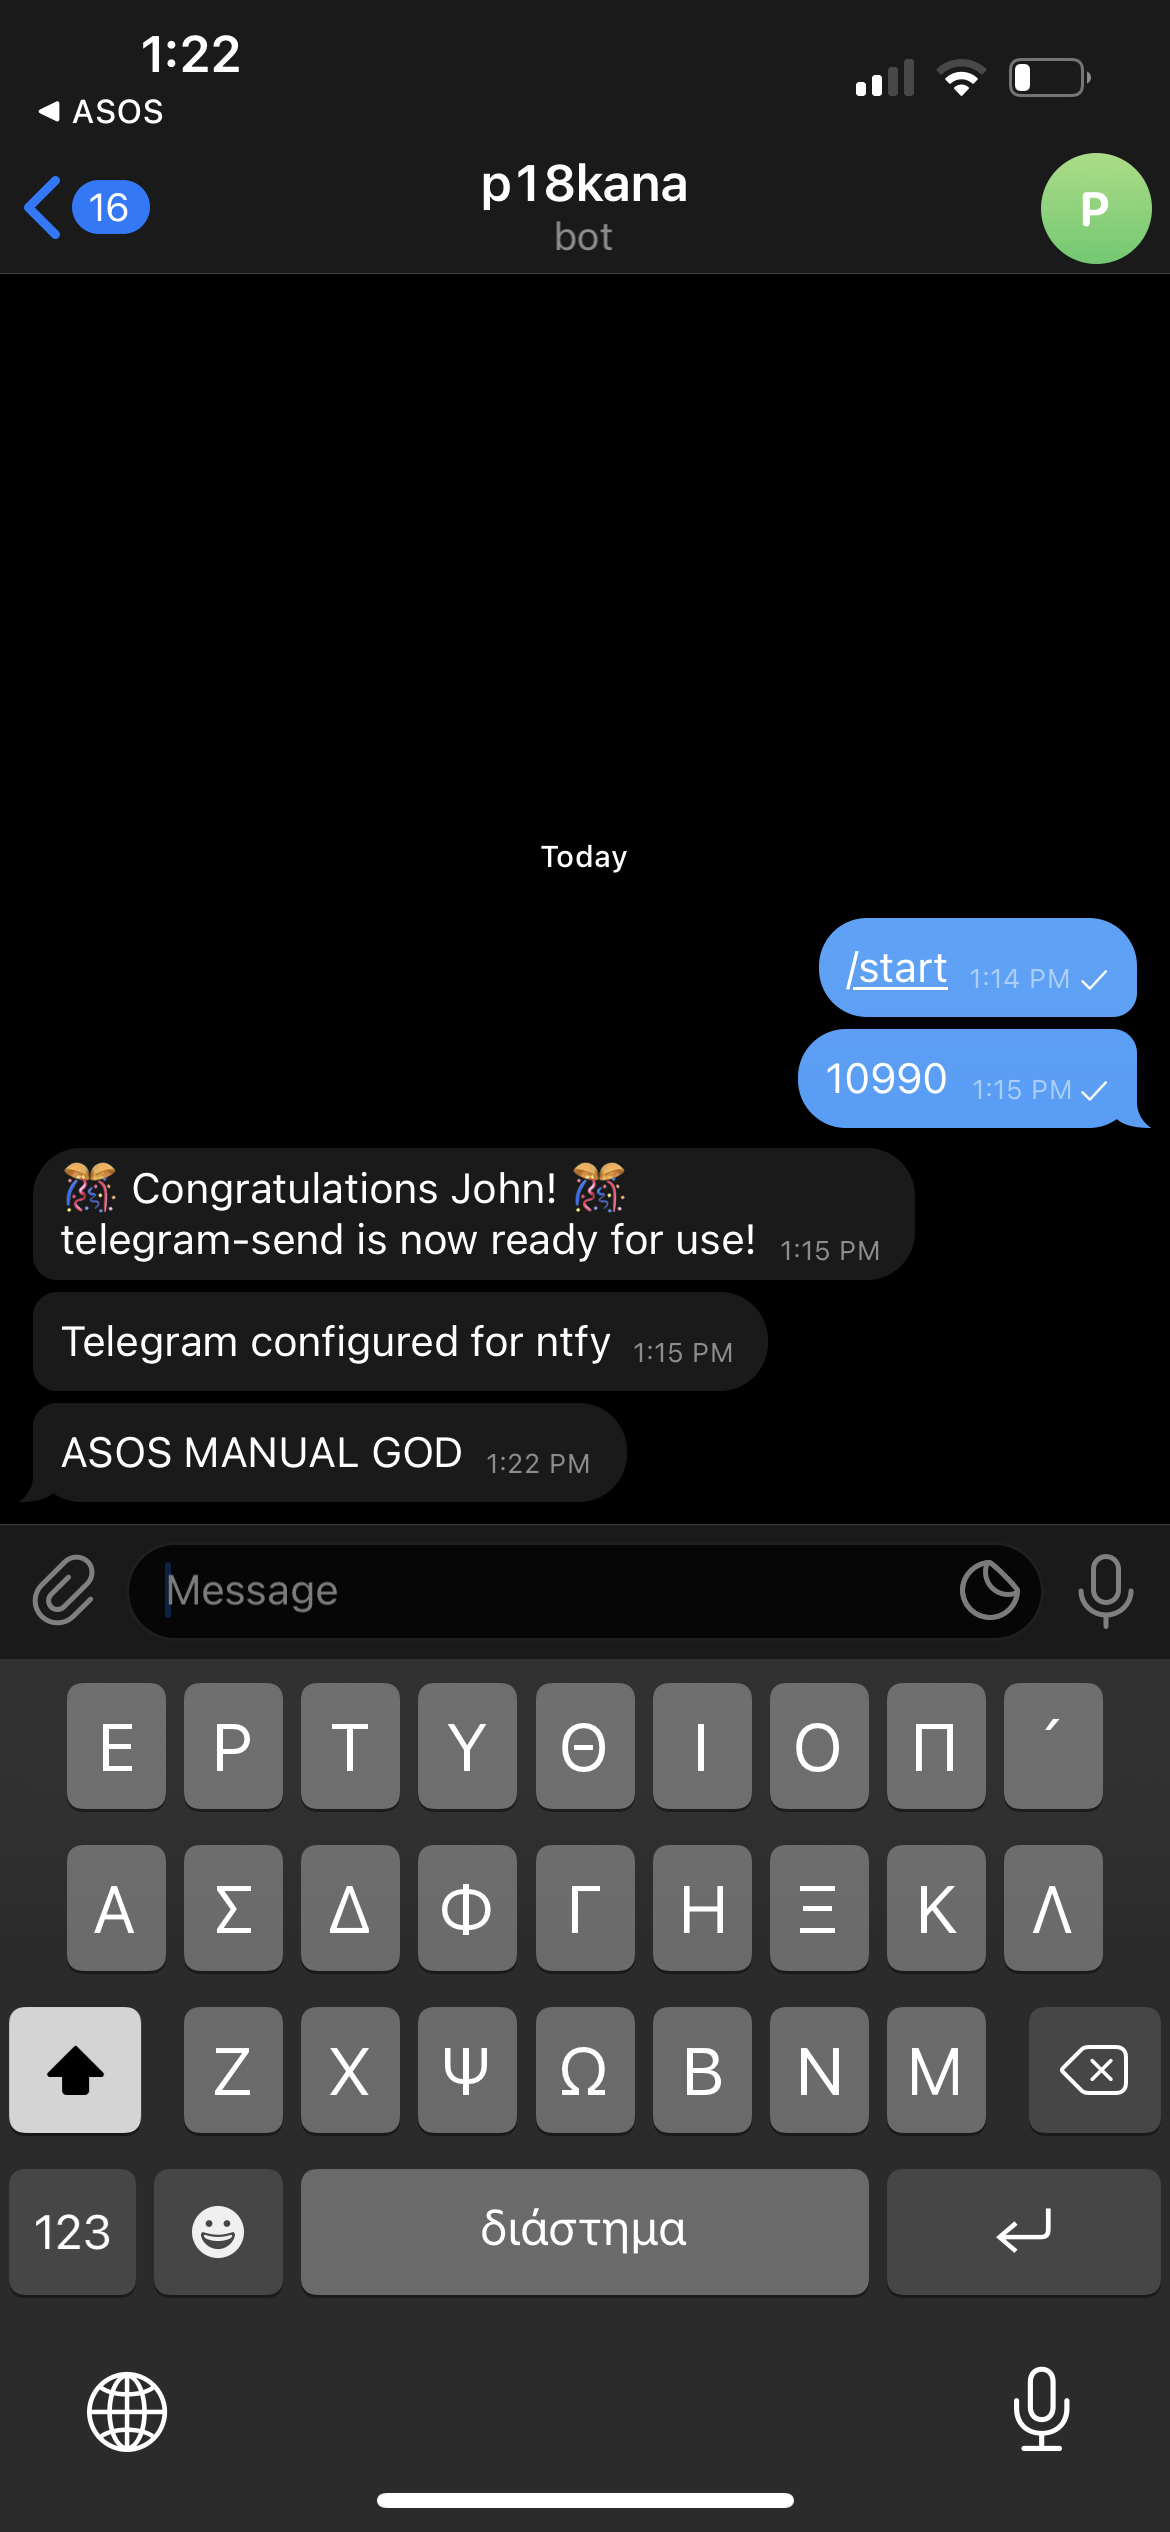 1:22
ASOS
16
p18kana
bot
P
Today
/start 1:14 PM
10990 1:15 PM
🎊 Congratulations John! 🎊
telegram-send is now ready for use! 1:15 PM
Telegram configured for ntfy 1:15 PM
ASOS MANUAL GOD 1:22 PM
Message
Ε Ρ Τ Υ Θ Ι Ο Π ´
Α Σ Δ Φ Γ Η Ξ Κ Λ
Ζ Χ Ψ Ω Β Ν Μ
123 διάστημα